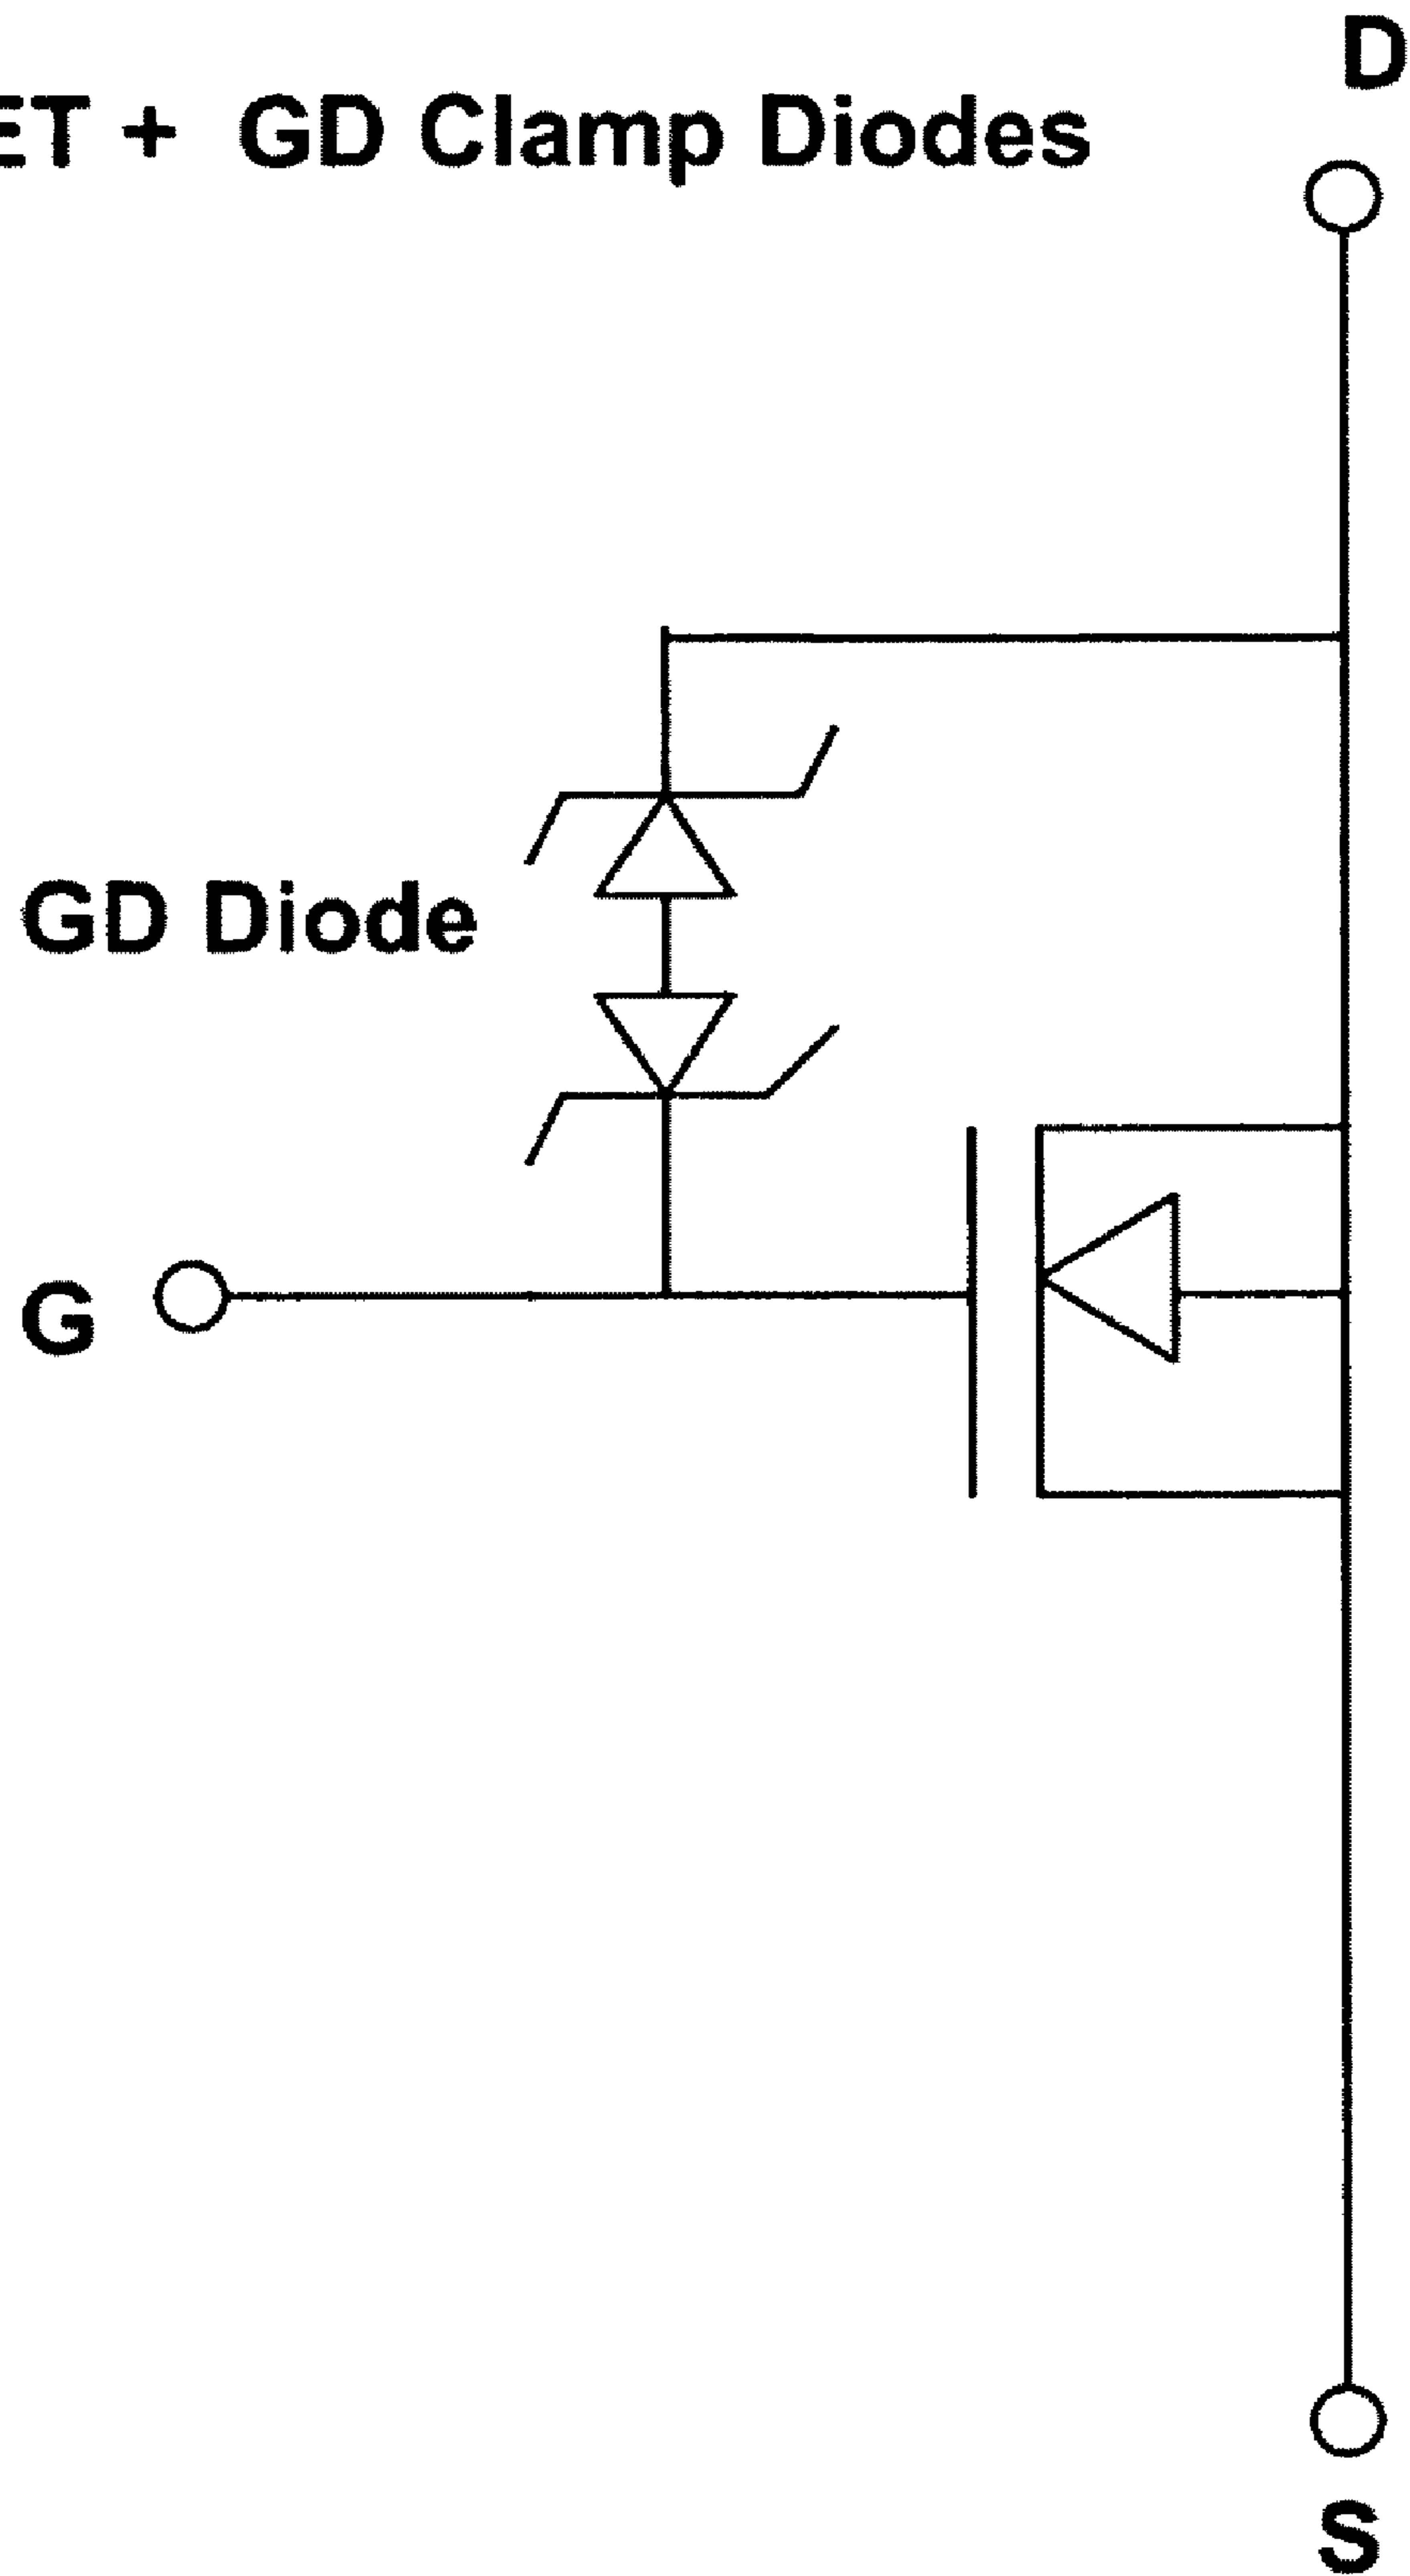 D
ET + GD Clamp Diodes
GD Diode
G
S